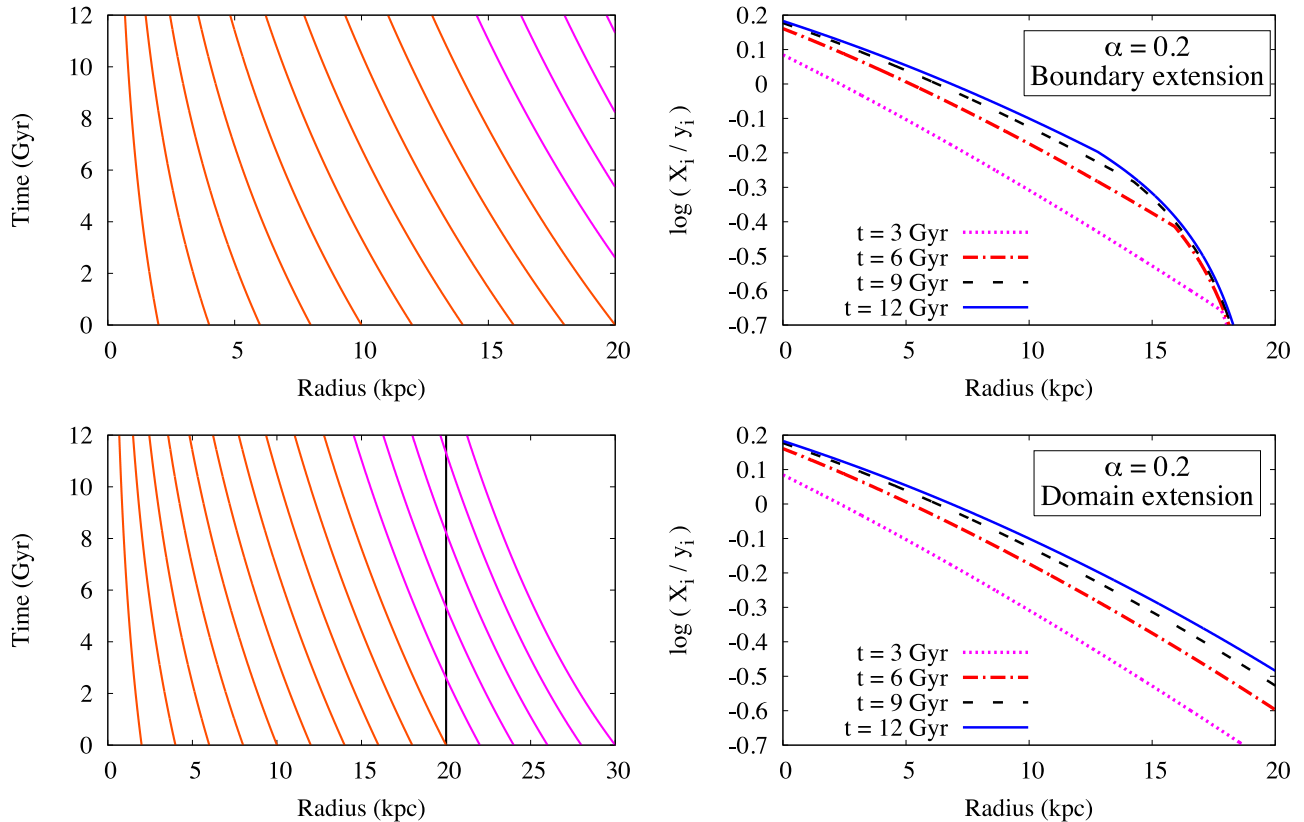 12
10
8
6
4
2
0
Time (Gyr)
0 5 10 15 20
Radius (kpc)
0.2
0.1
0
-0.1
-0.2
-0.3
-0.4
-0.5
-0.6
-0.7
log ( X_i / y_i )
α = 0.2
Boundary extension
t = 3 Gyr
t = 6 Gyr
t = 9 Gyr
t = 12 Gyr
0 5 10 15 20
Radius (kpc)
12
10
8
6
4
2
0
Time (Gyr)
0 5 10 15 20 25 30
Radius (kpc)
0.2
0.1
0
-0.1
-0.2
-0.3
-0.4
-0.5
-0.6
-0.7
log ( X_i / y_i )
α = 0.2
Domain extension
t = 3 Gyr
t = 6 Gyr
t = 9 Gyr
t = 12 Gyr
0 5 10 15 20
Radius (kpc)